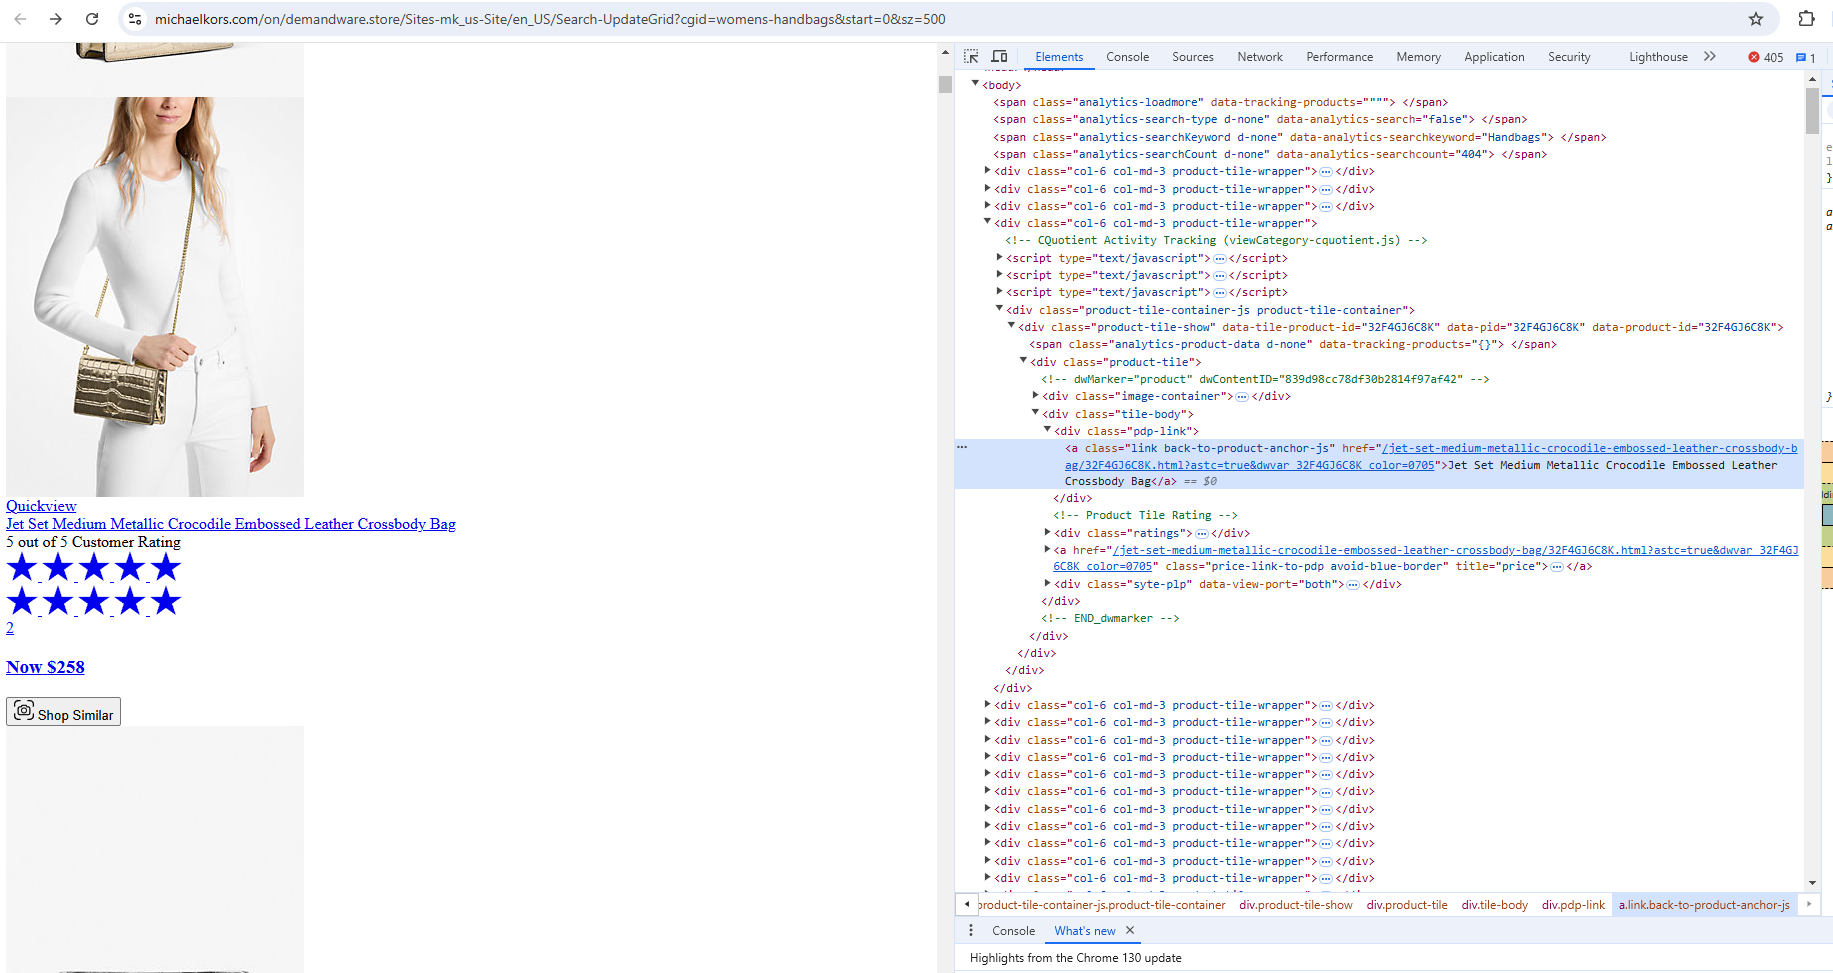 michaelkors.com/on/demandware.store/Sites-mk_us-Site/en_US/Search-UpdateGrid?cgid=womens-handbags&start=0&sz=500
Quickview
Jet Set Medium Metallic Crocodile Embossed Leather Crossbody Bag
5 out of 5 Customer Rating
2
Now $258
Shop Similar
Elements Console Sources Network Performance Memory Application Security Lighthouse 405 1
<body>
<span class="analytics-loadmore" data-tracking-products="""> </span>
<span class="analytics-search-type d-none" data-analytics-search="false"> </span>
<span class="analytics-searchKeyword d-none" data-analytics-searchkeyword="Handbags"> </span>
<span class="analytics-searchCount d-none" data-analytics-searchcount="404"> </span>
<div class="col-6 col-md-3 product-tile-wrapper"> </div>
<div class="col-6 col-md-3 product-tile-wrapper"> </div>
<div class="col-6 col-md-3 product-tile-wrapper"> </div>
<div class="col-6 col-md-3 product-tile-wrapper">
<!-- CQuotient Activity Tracking (viewCategory-cquotient.js) -->
<script type="text/javascript"> </script>
<script type="text/javascript"> </script>
<script type="text/javascript"> </script>
<div class="product-tile-container-js product-tile-container">
<div class="product-tile-show" data-tile-product-id="32F4GJ6C8K" data-pid="32F4GJ6C8K" data-product-id="32F4GJ6C8K">
<span class="analytics-product-data d-none" data-tracking-products="{}"> </span>
<div class="product-tile">
<!-- dwMarker="product" dwContentID="839d98cc78df30b2814f97af42" -->
<div class="image-container"> </div>
<div class="tile-body">
<div class="pdp-link">
<a class="link back-to-product-anchor-js" href="/jet-set-medium-metallic-crocodile-embossed-leather-crossbody-b
ag/32F4GJ6C8K.html?astc=true&dwvar_32F4GJ6C8K_color=0705">Jet Set Medium Metallic Crocodile Embossed Leather
Crossbody Bag</a> == $0
</div>
<!-- Product Tile Rating -->
<div class="ratings"> </div>
<a href="/jet-set-medium-metallic-crocodile-embossed-leather-crossbody-bag/32F4GJ6C8K.html?astc=true&dwvar_32F4GJ
6C8K_color=0705" class="price-link-to-pdp avoid-blue-border" title="price"> </a>
<div class="syte-plp" data-view-port="both"> </div>
</div>
<!-- END_dwmarker -->
</div>
</div>
</div>
</div>
<div class="col-6 col-md-3 product-tile-wrapper"> </div>
<div class="col-6 col-md-3 product-tile-wrapper"> </div>
<div class="col-6 col-md-3 product-tile-wrapper"> </div>
<div class="col-6 col-md-3 product-tile-wrapper"> </div>
<div class="col-6 col-md-3 product-tile-wrapper"> </div>
<div class="col-6 col-md-3 product-tile-wrapper"> </div>
<div class="col-6 col-md-3 product-tile-wrapper"> </div>
<div class="col-6 col-md-3 product-tile-wrapper"> </div>
<div class="col-6 col-md-3 product-tile-wrapper"> </div>
<div class="col-6 col-md-3 product-tile-wrapper"> </div>
<div class="col-6 col-md-3 product-tile-wrapper"> </div>
product-tile-container-js.product-tile-container div.product-tile-show div.product-tile div.tile-body div.pdp-link a.link.back-to-product-anchor-js
Console What's new
Highlights from the Chrome 130 update